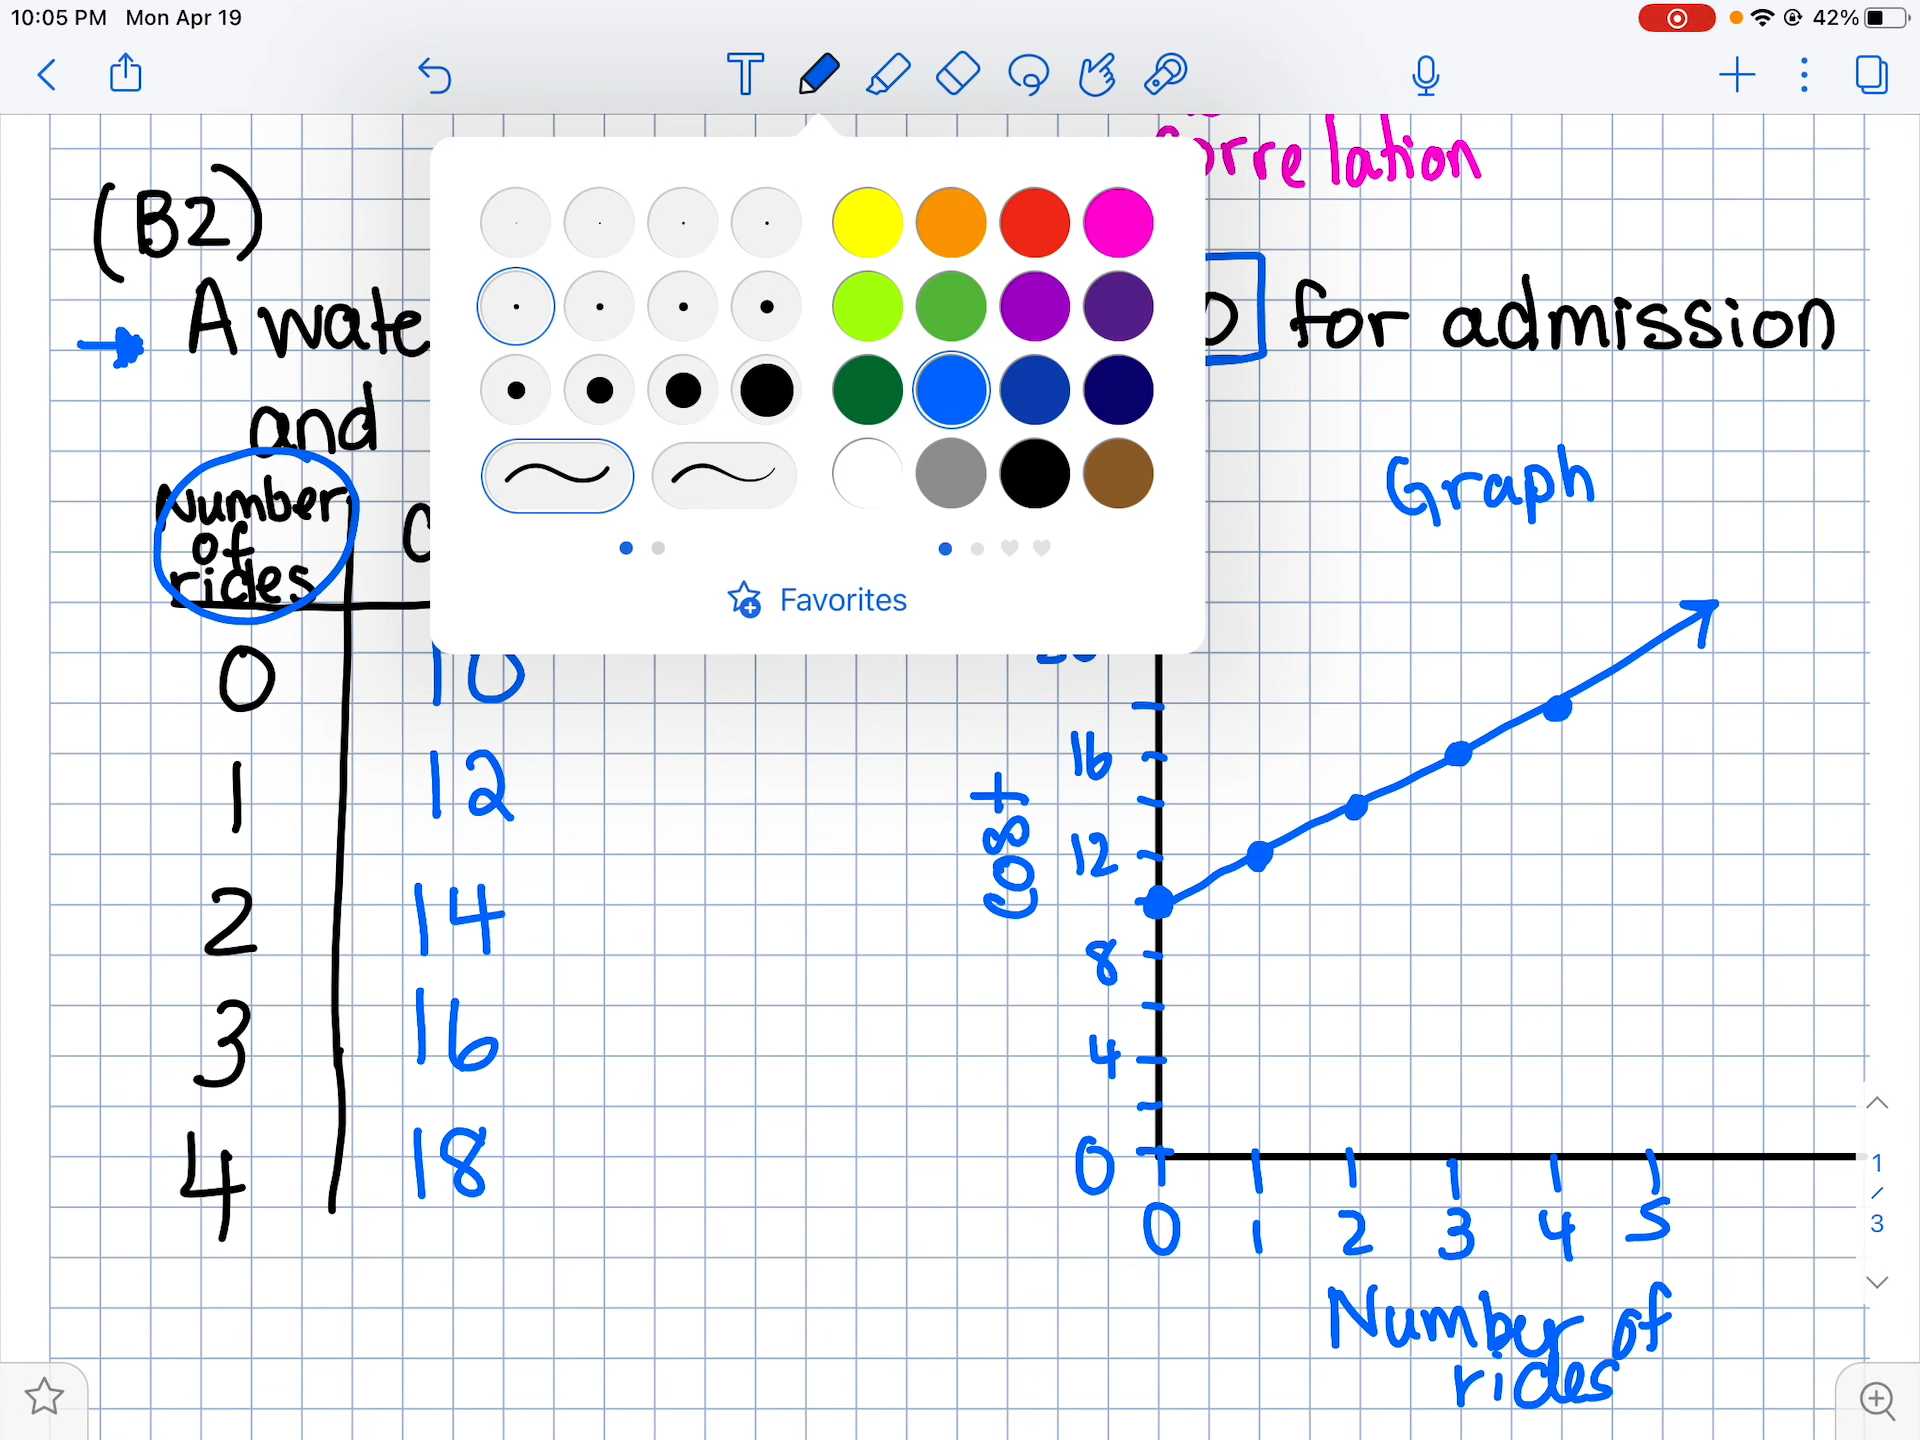 10:05 PM Mon Apr 19
42%
orrelation
(B2)
A wate
for admission
and
Graph
Number
of
rides
Favorites
0 10
1 12
2 14
3 16
4 18
Cost
16
12
8
4
0
0 1 2 3 4 5
Number of
rides
1
/
3